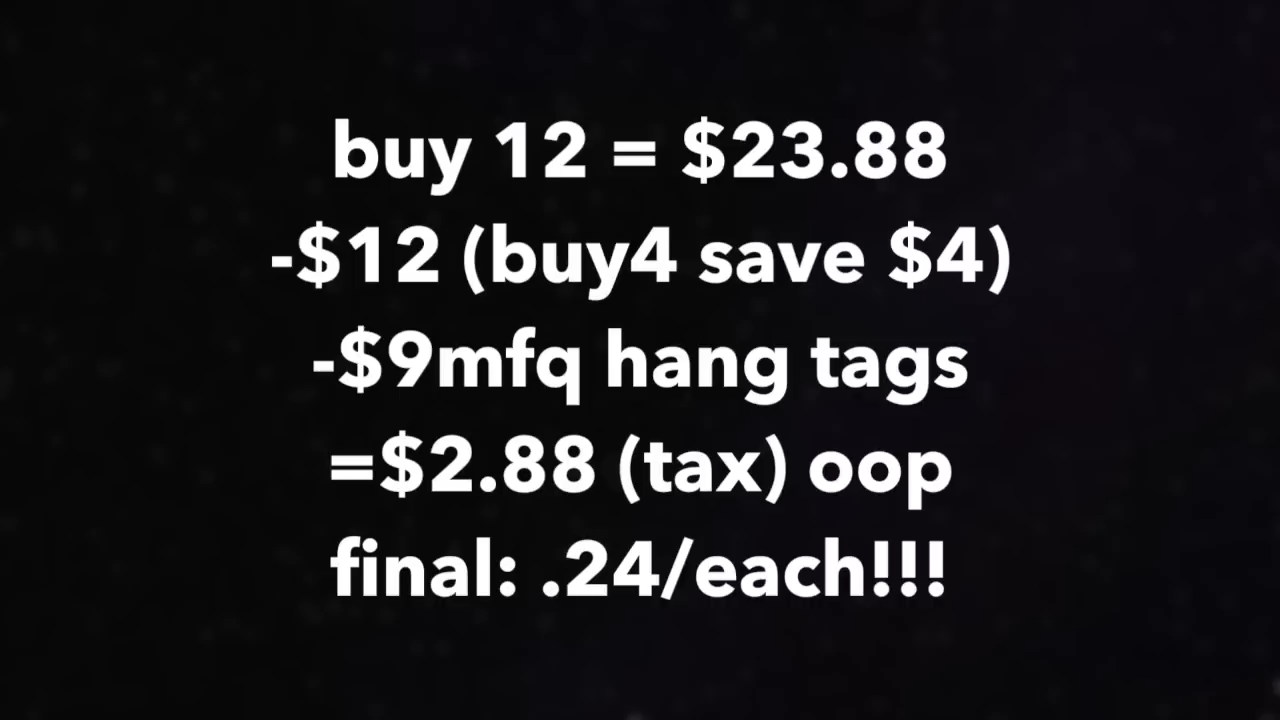 buy 12 = $23.88
-$12 (buy4 save $4)
-$9mfq hang tags
=$2.88 (tax) oop
final: .24/each!!!